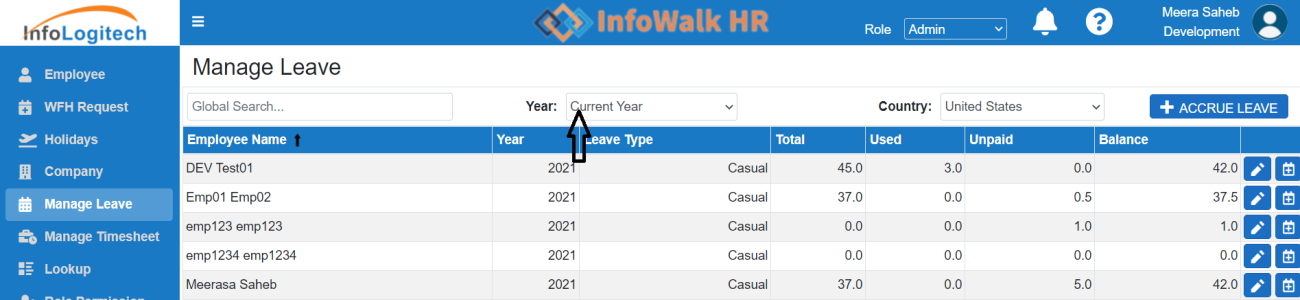 InfoLogitech
InfoWalk HR
Role Admin
Meera Saheb
Development
Employee
WFH Request
Holidays
Company
Manage Leave
Manage Timesheet
Lookup
Role Permission
Manage Leave
Global Search... Year: Current Year Country: United States ACCRUE LEAVE
Employee Name Year Leave Type Total Used Unpaid Balance
DEV Test01 2021 Casual 45.0 3.0 0.0 42.0
Emp01 Emp02 2021 Casual 37.0 0.0 0.5 37.5
emp123 emp123 2021 Casual 0.0 0.0 1.0 1.0
emp1234 emp1234 2021 Casual 0.0 0.0 0.0 0.0
Meerasa Saheb 2021 Casual 37.0 0.0 5.0 42.0